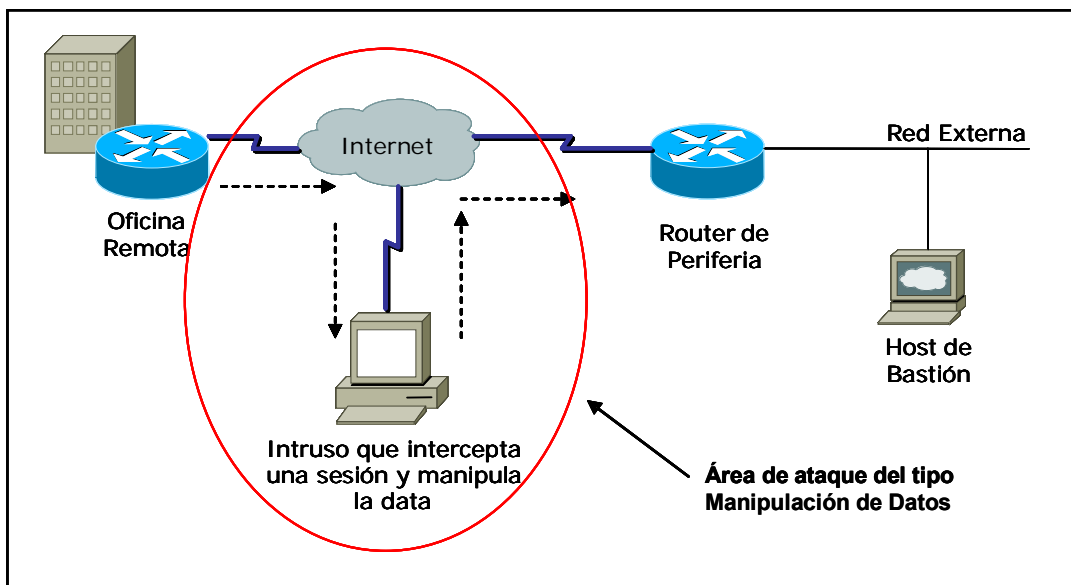 Internet
Red Externa
Oficina
Remota
Router de
Periferia
Host de
Bastión
Intruso que intercepta
una sesión y manipula
la data
Área de ataque del tipo
Manipulación de Datos